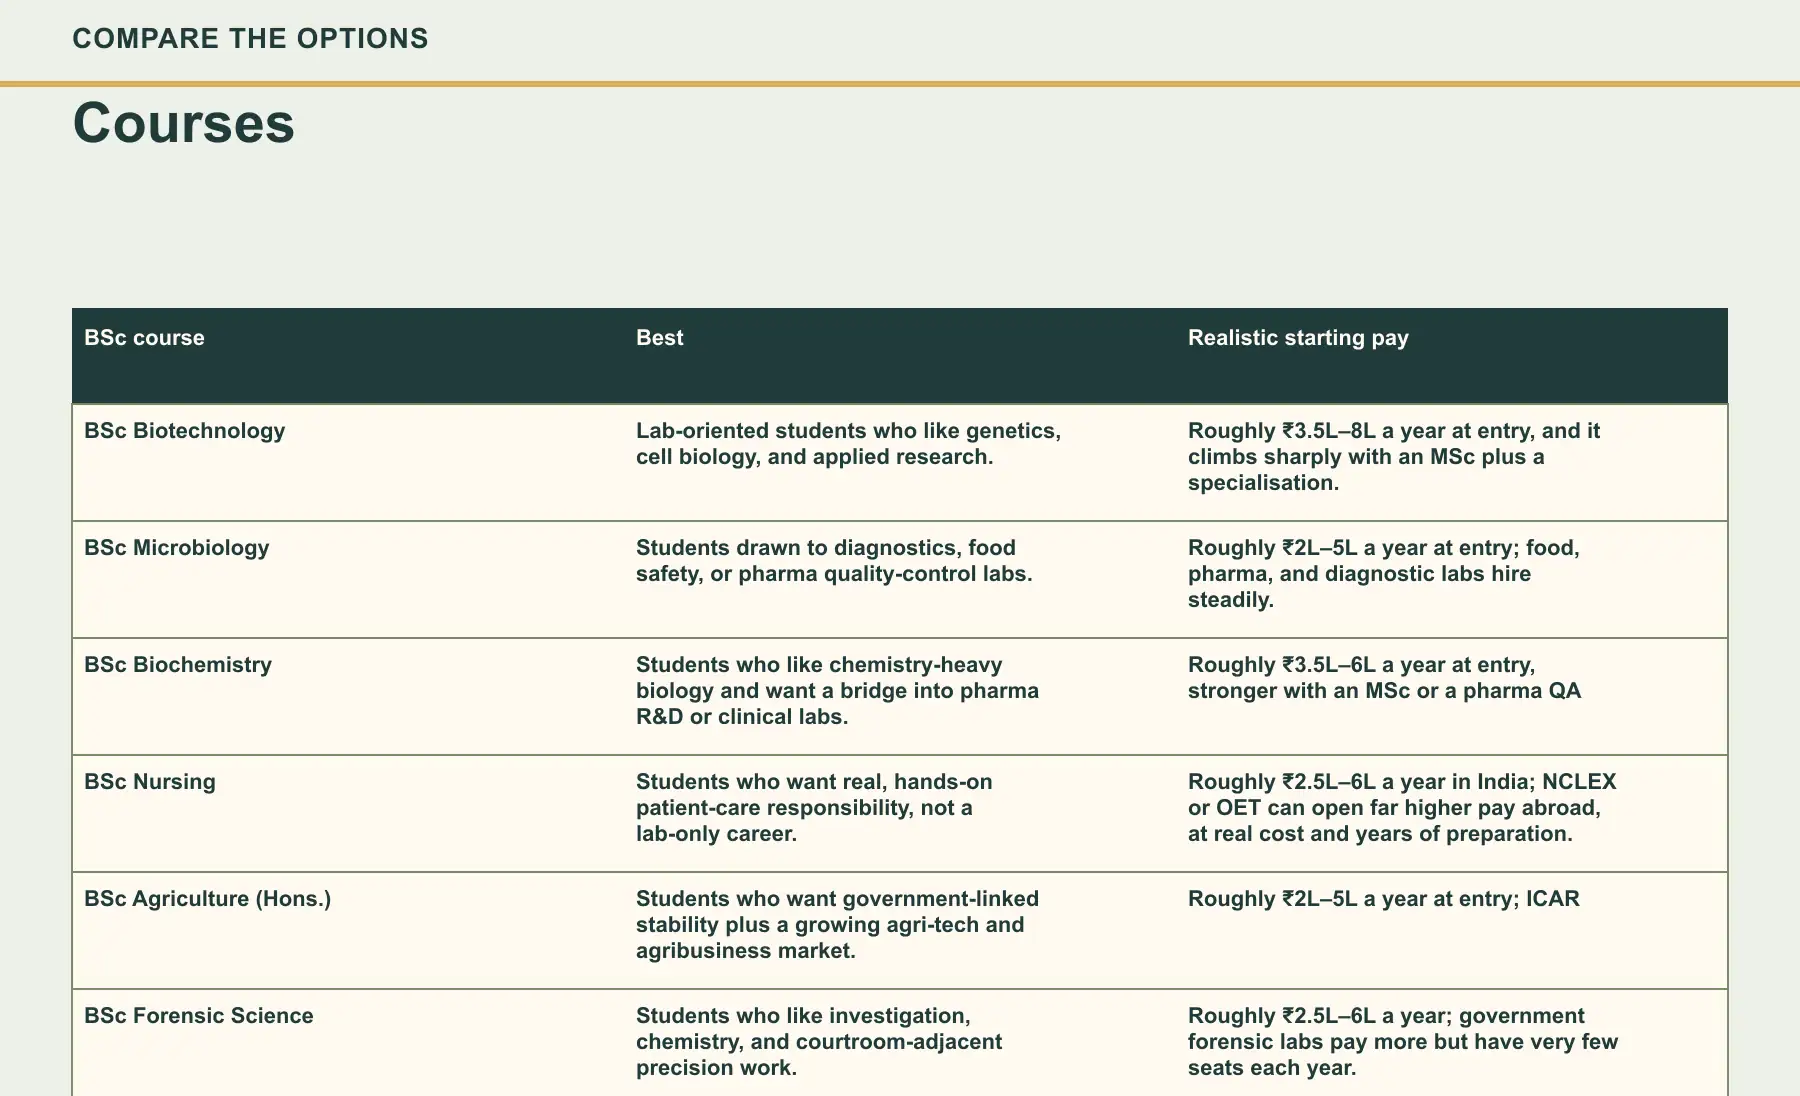 COMPARE THE OPTIONS
Courses
BSc course
Best
Realistic starting pay
BSc Biotechnology
Lab-oriented students who like genetics,
cell biology, and applied research.
Roughly ₹3.5L–8L a year at entry, and it
climbs sharply with an MSc plus a
specialisation.
BSc Microbiology
Students drawn to diagnostics, food
safety, or pharma quality-control labs.
Roughly ₹2L–5L a year at entry; food,
pharma, and diagnostic labs hire
steadily.
BSc Biochemistry
Students who like chemistry-heavy
biology and want a bridge into pharma
R&D or clinical labs.
Roughly ₹3.5L–6L a year at entry,
stronger with an MSc or a pharma QA
BSc Nursing
Students who want real, hands-on
patient-care responsibility, not a
lab-only career.
Roughly ₹2.5L–6L a year in India; NCLEX
or OET can open far higher pay abroad,
at real cost and years of preparation.
BSc Agriculture (Hons.)
Students who want government-linked
stability plus a growing agri-tech and
agribusiness market.
Roughly ₹2L–5L a year at entry; ICAR
BSc Forensic Science
Students who like investigation,
chemistry, and courtroom-adjacent
precision work.
Roughly ₹2.5L–6L a year; government
forensic labs pay more but have very few
seats each year.